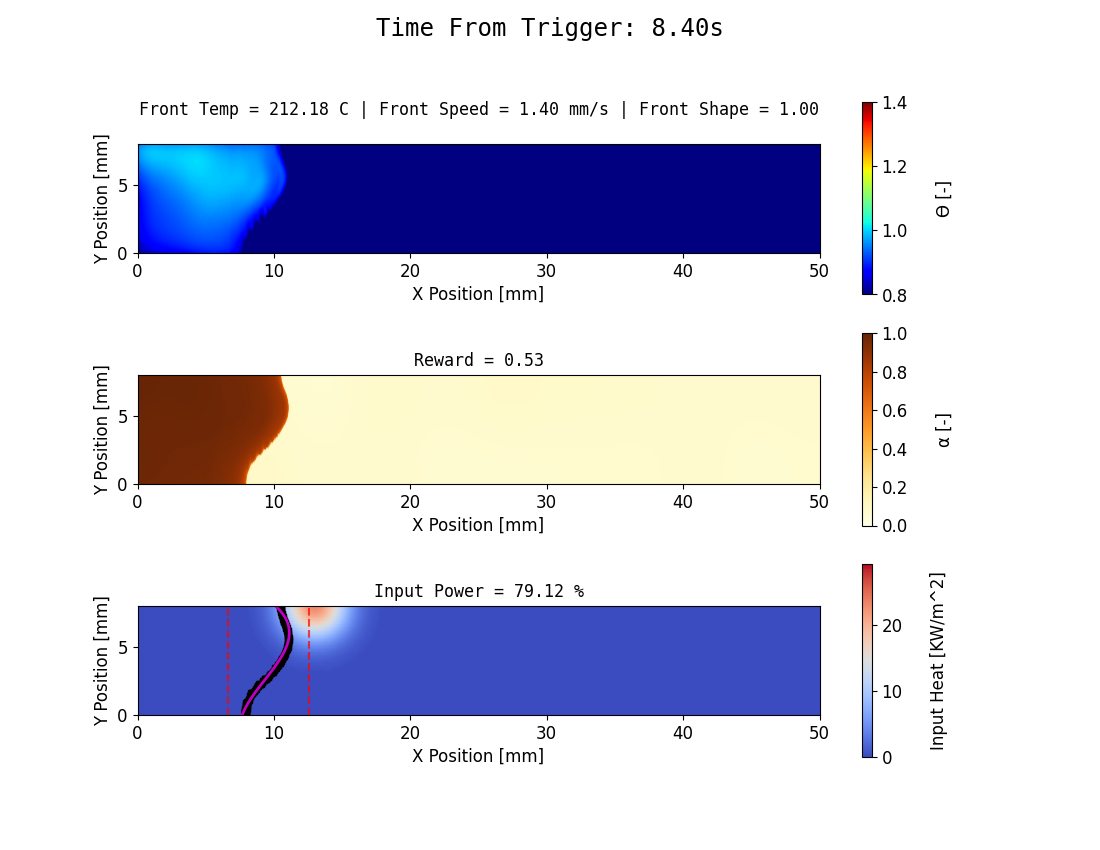 Time From Trigger: 8.40s
Front Temp = 212.18 C | Front Speed = 1.40 mm/s | Front Shape = 1.00
Y Position [mm]
5
0
0 10 20 30 40 50
X Position [mm]
1.4
1.2
1.0
0.8
Θ [-]
Reward = 0.53
Y Position [mm]
5
0
0 10 20 30 40 50
X Position [mm]
1.0
0.8
0.6
0.4
0.2
0.0
α [-]
Input Power = 79.12 %
Y Position [mm]
5
0
0 10 20 30 40 50
X Position [mm]
20
10
0
Input Heat [KW/m^2]